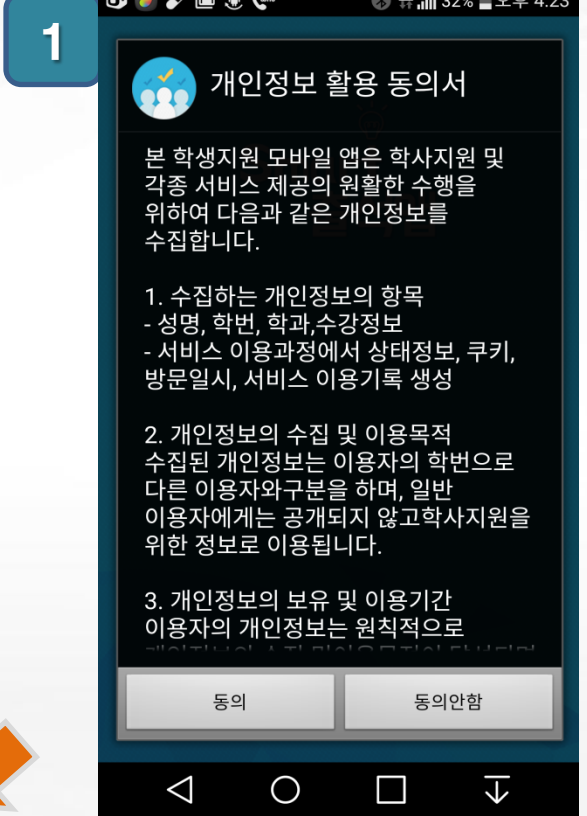 1
32% 오후 4:23
개인정보 활용 동의서
본 학생지원 모바일 앱은 학사지원 및
각종 서비스 제공의 원활한 수행을
위하여 다음과 같은 개인정보를
수집합니다.
1. 수집하는 개인정보의 항목
- 성명, 학번, 학과,수강정보
- 서비스 이용과정에서 상태정보, 쿠키,
방문일시, 서비스 이용기록 생성
2. 개인정보의 수집 및 이용목적
수집된 개인정보는 이용자의 학번으로
다른 이용자와구분을 하며, 일반
이용자에게는 공개되지 않고학사지원을
위한 정보로 이용됩니다.
3. 개인정보의 보유 및 이용기간
이용자의 개인정보는 원칙적으로
동의
동의안함